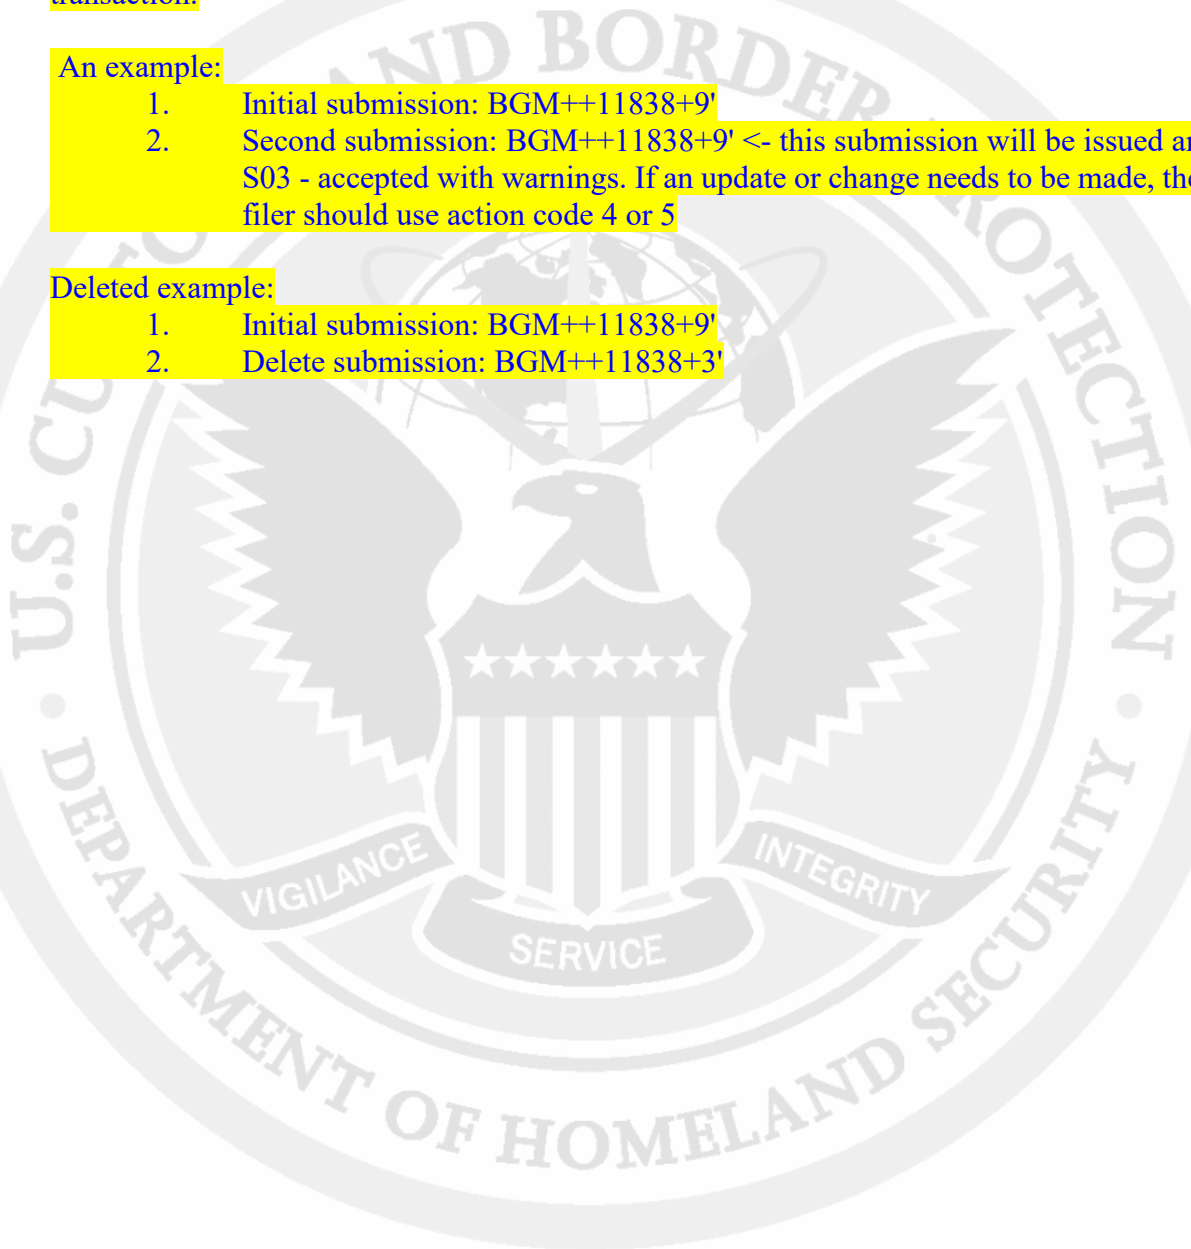 transaction.
An example:
1. Initial submission: BGM++11838+9'
2. Second submission: BGM++11838+9' <- this submission will be issued an
S03 - accepted with warnings. If an update or change needs to be made, the
filer should use action code 4 or 5
Deleted example:
1. Initial submission: BGM++11838+9'
2. Delete submission: BGM++11838+3'
U.S. CUSTOMS AND BORDER PROTECTION
VIGILANCE
SERVICE
INTEGRITY
DEPARTMENT OF HOMELAND SECURITY